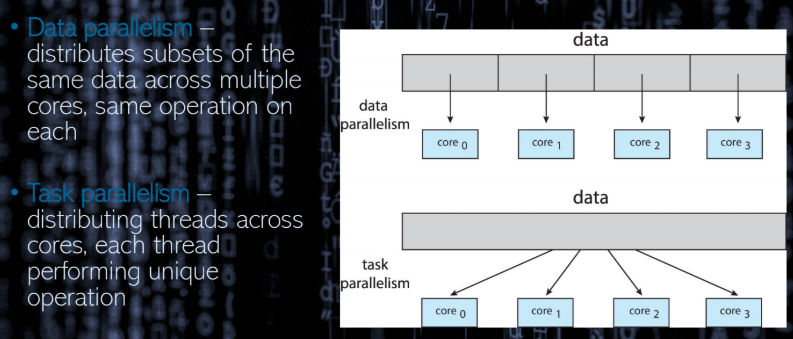 • Data parallelism –
distributes subsets of the
same data across multiple
cores, same operation on
each
• Task parallelism –
distributing threads across
cores, each thread
performing unique
operation
data
data
parallelism
core 0
core 1
core 2
core 3
data
task
parallelism
core 0
core 1
core 2
core 3